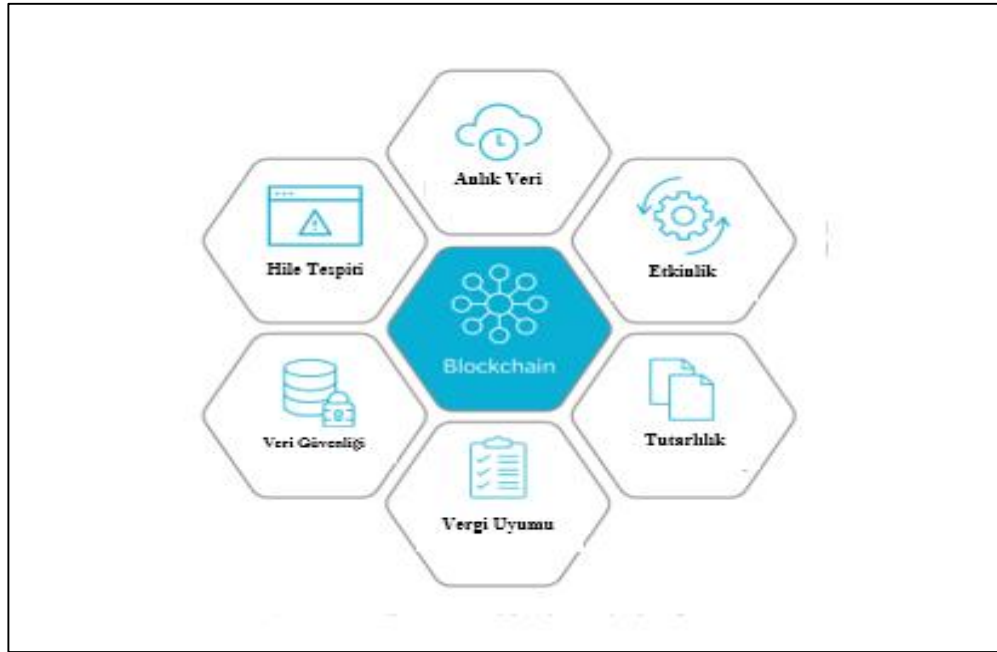 Anlık Veri
Hile Tespiti
Etkinlik
Blockchain
Veri Güvenliği
Tutarlılık
Vergi Uyumu